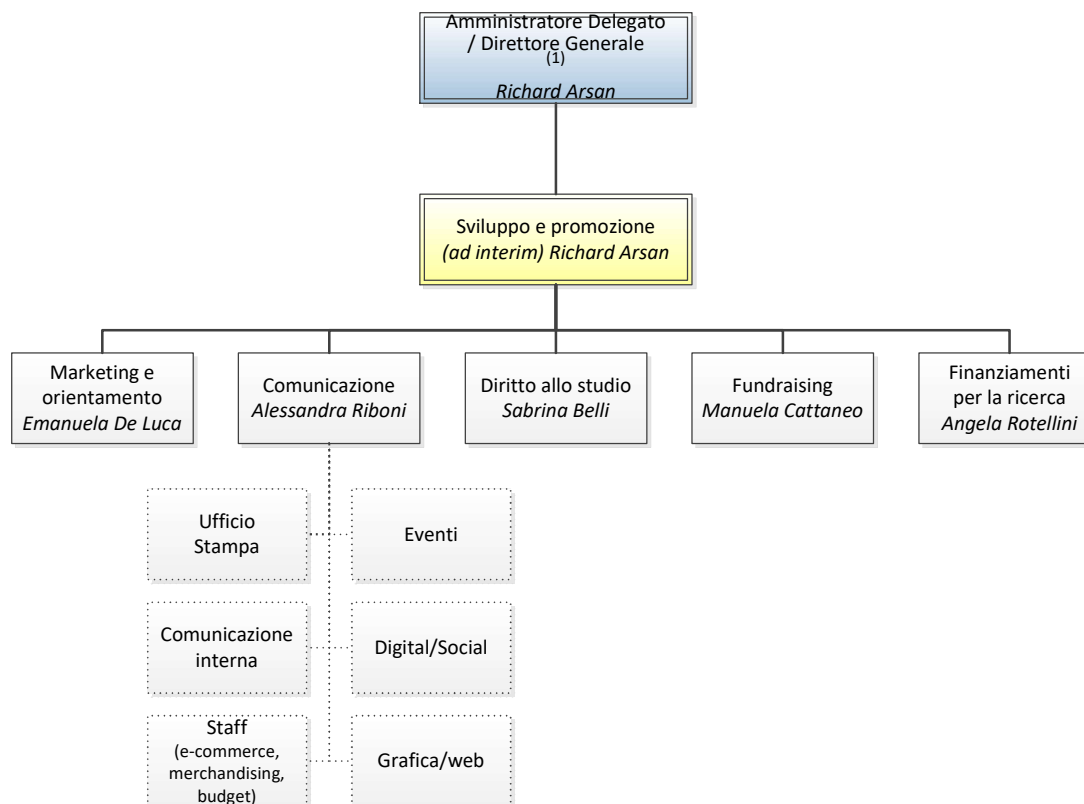 Amministratore Delegato
/ Direttore Generale
(1)
Richard Arsan
Sviluppo e promozione
(ad interim) Richard Arsan
Marketing e
orientamento
Emanuela De Luca
Comunicazione
Alessandra Riboni
Diritto allo studio
Sabrina Belli
Fundraising
Manuela Cattaneo
Finanziamenti
per la ricerca
Angela Rotellini
Ufficio
Stampa
Eventi
Comunicazione
interna
Digital/Social
Staff
(e-commerce,
merchandising,
budget)
Grafica/web